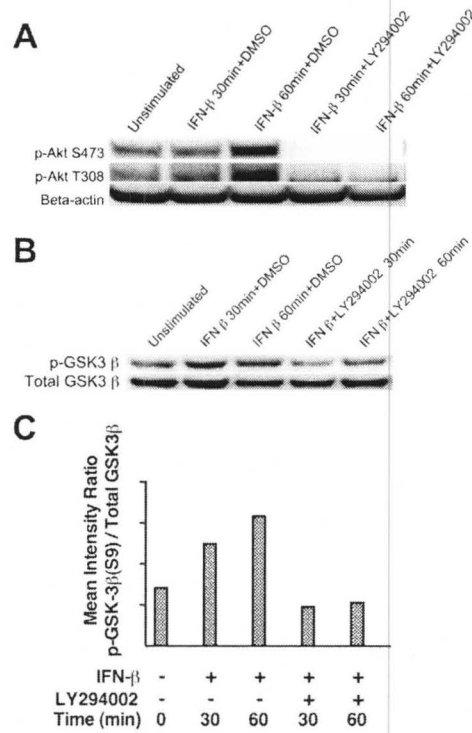 A
Unstimulated
IFN-β 30min+DMSO
IFN-β 60min+DMSO
IFN-β 30min+LY294002
IFN-β 60min+LY294002
p-Akt S473
p-Akt T308
Beta-actin
B
Unstimulated
IFN β 30min+DMSO
IFN β 60min+DMSO
IFN β+LY294002 30min
IFN β+LY294002 60min
p-GSK3 β
Total GSK3 β
C
Mean Intensity Ratio
p-GSK-3β(S9) / Total GSK3β
IFN-β - + + + +
LY294002 - - - + +
Time (min) 0 30 60 30 60